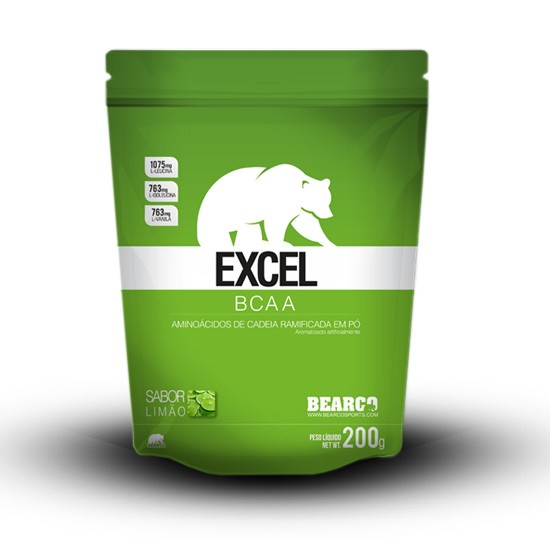 1075mg
L-LEUCINA
763mg
L-ISOLEUCINA
763mg
EXCEL
BCAA
AMINOÁCIDOS DE CADEIA RAMIFICADA EM PÓ
Aromatizado artificialmente
SABOR
LIMÃO
BEARCO
WWW.BEARCOSPORTS.COM
PESO LÍQUIDO
NET WT. 200g